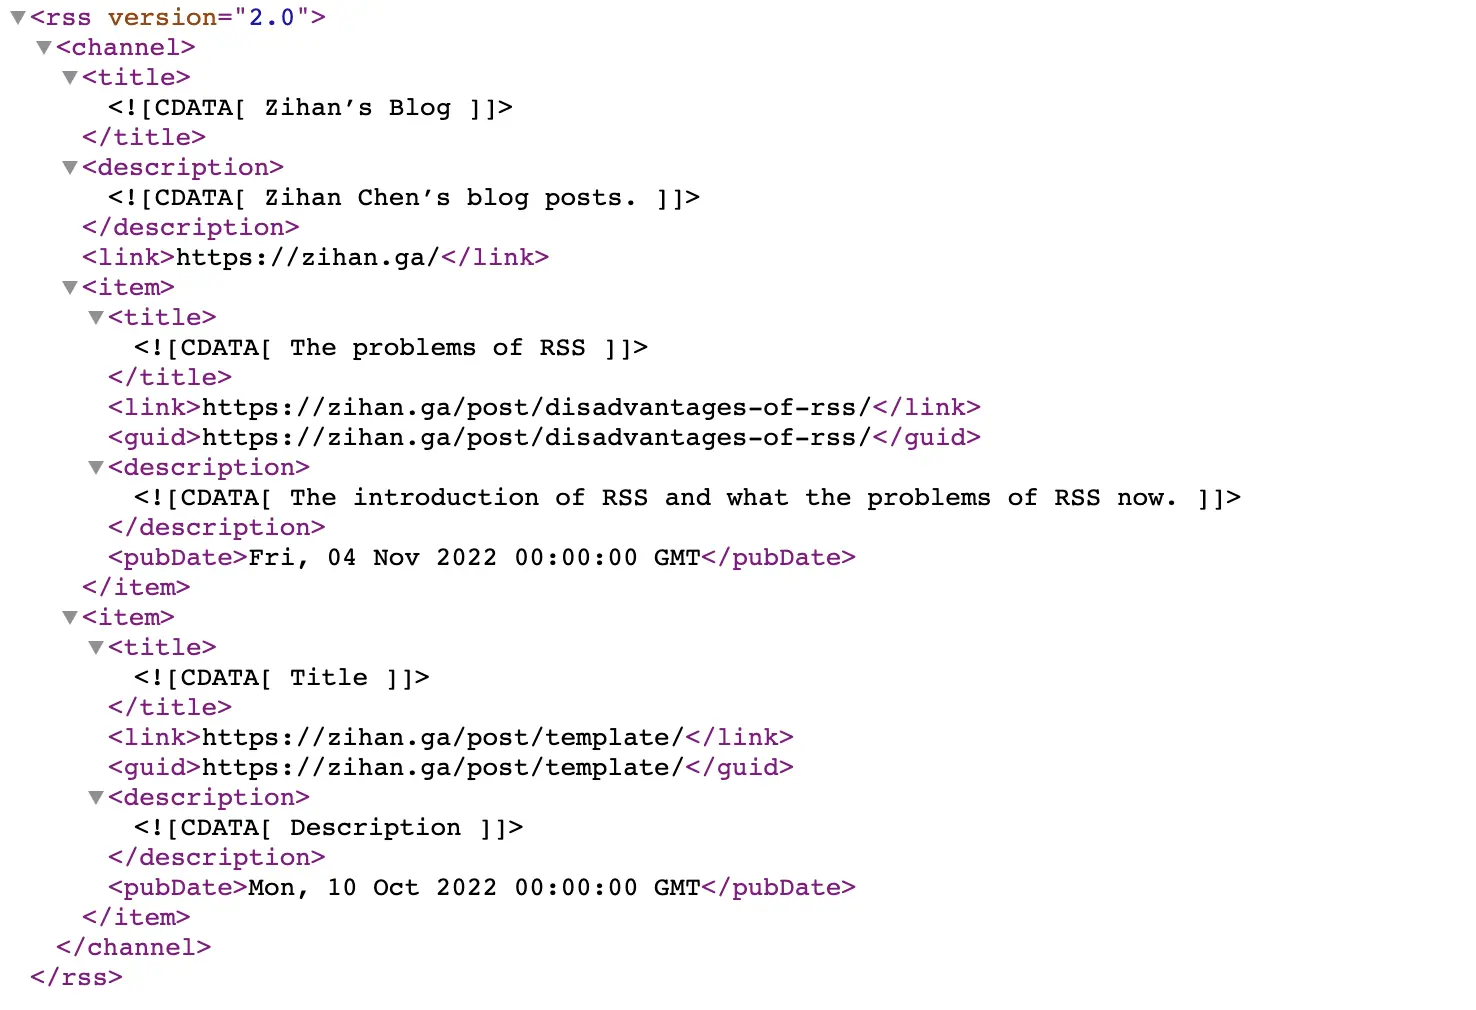 <rss version="2.0">
<channel>
<title>
<![CDATA[ Zihan’s Blog ]]>
</title>
<description>
<![CDATA[ Zihan Chen’s blog posts. ]]>
</description>
<link>https://zihan.ga/</link>
<item>
<title>
<![CDATA[ The problems of RSS ]]>
</title>
<link>https://zihan.ga/post/disadvantages-of-rss/</link>
<guid>https://zihan.ga/post/disadvantages-of-rss/</guid>
<description>
<![CDATA[ The introduction of RSS and what the problems of RSS now. ]]>
</description>
<pubDate>Fri, 04 Nov 2022 00:00:00 GMT</pubDate>
</item>
<item>
<title>
<![CDATA[ Title ]]>
</title>
<link>https://zihan.ga/post/template/</link>
<guid>https://zihan.ga/post/template/</guid>
<description>
<![CDATA[ Description ]]>
</description>
<pubDate>Mon, 10 Oct 2022 00:00:00 GMT</pubDate>
</item>
</channel>
</rss>